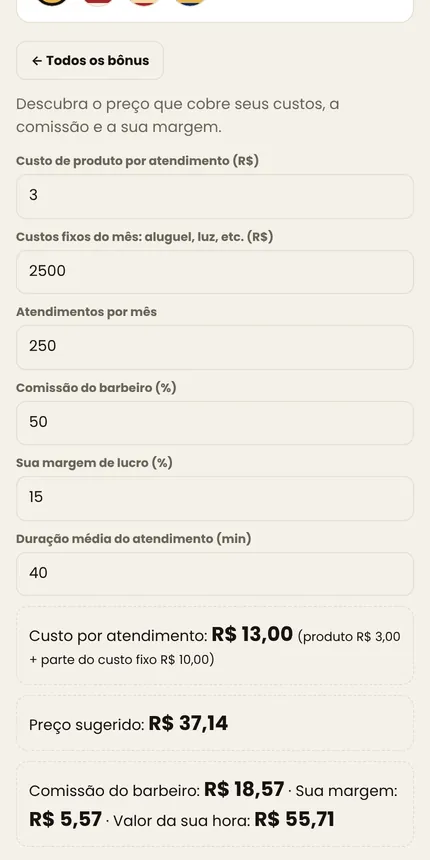 ← Todos os bônus
Descubra o preço que cobre seus custos, a
comissão e a sua margem.
Custo de produto por atendimento (R$)
3
Custos fixos do mês: aluguel, luz, etc. (R$)
2500
Atendimentos por mês
250
Comissão do barbeiro (%)
50
Sua margem de lucro (%)
15
Duração média do atendimento (min)
40
Custo por atendimento: R$ 13,00 (produto R$ 3,00
+ parte do custo fixo R$ 10,00)
Preço sugerido: R$ 37,14
Comissão do barbeiro: R$ 18,57 · Sua margem:
R$ 5,57 · Valor da sua hora: R$ 55,71